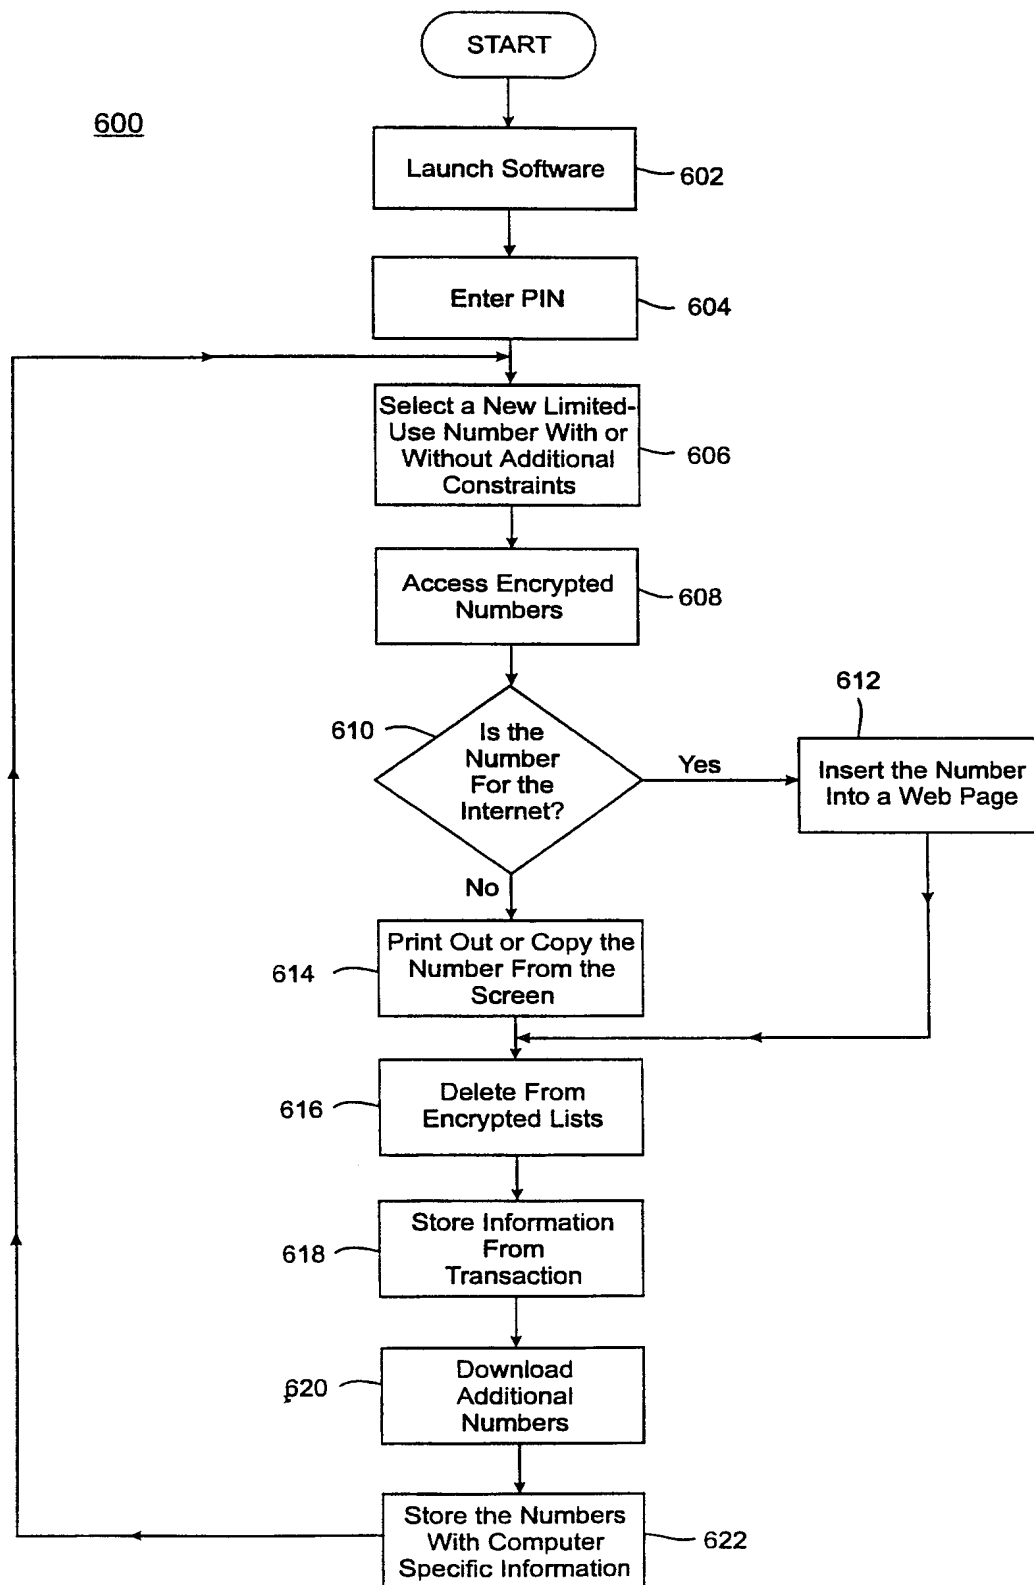 START
600
Launch Software
602
Enter PIN
604
Select a New Limited-
Use Number With or
Without Additional
Constraints
606
Access Encrypted
Numbers
608
610
Is the
Number
For the
Internet?
Yes
612
Insert the Number
Into a Web Page
No
614
Print Out or Copy the
Number From the
Screen
616
Delete From
Encrypted Lists
618
Store Information
From
Transaction
620
Download
Additional
Numbers
Store the Numbers
With Computer
Specific Information
622